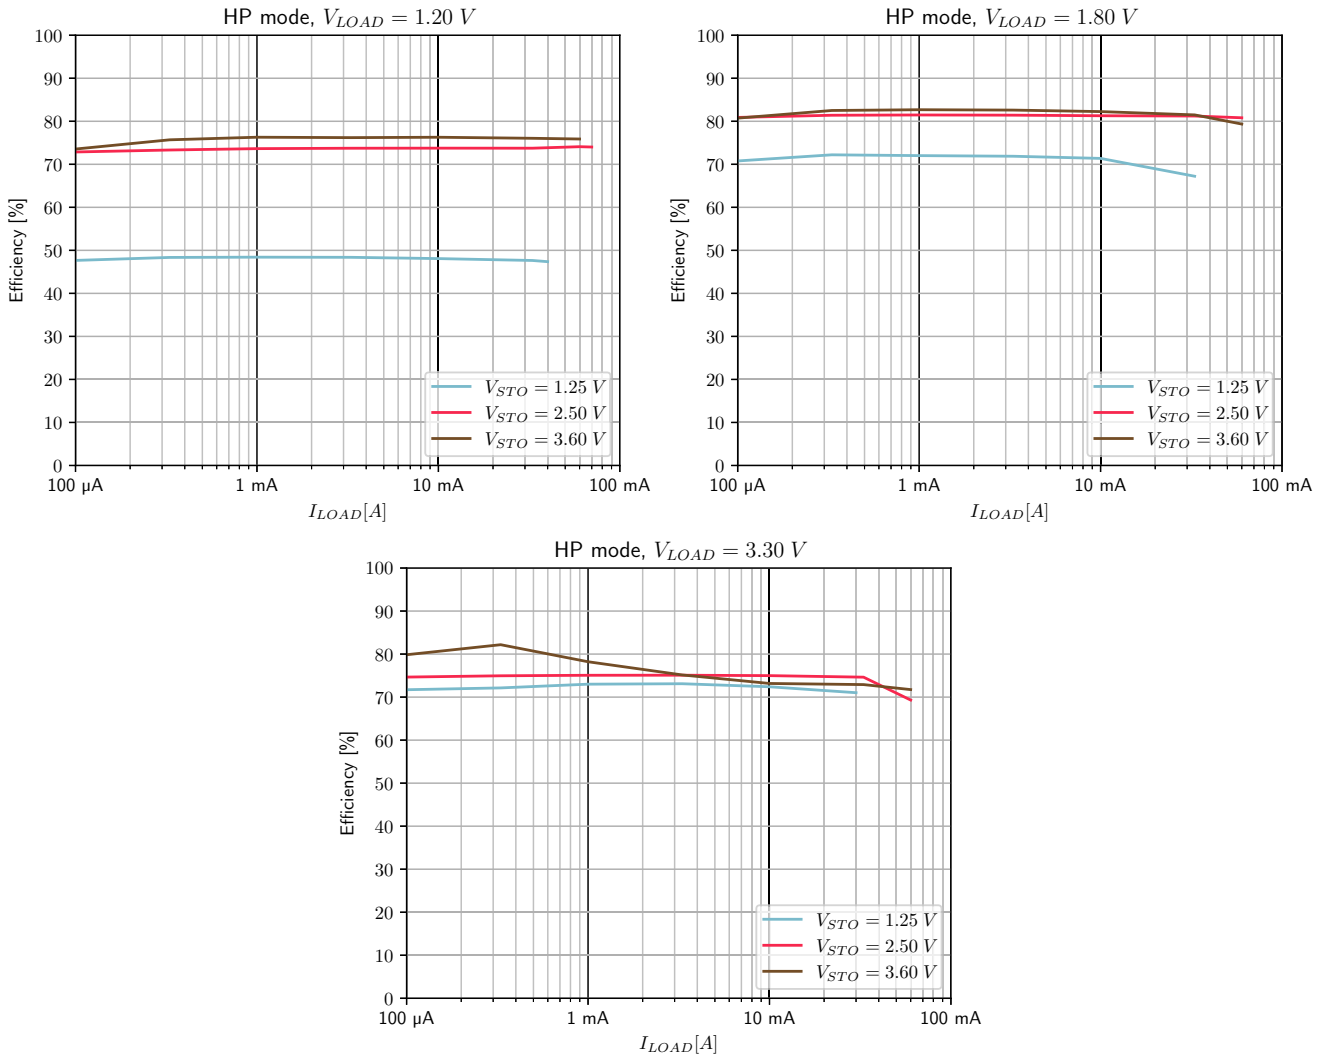 HP mode, V_LOAD = 1.20 V
100
90
80
70
60
50
40
30
20
10
0
Efficiency [%]
V_STO = 1.25 V
V_STO = 2.50 V
V_STO = 3.60 V
100 µA 1 mA 10 mA 100 mA
I_LOAD[A]
HP mode, V_LOAD = 1.80 V
100
90
80
70
60
50
40
30
20
10
0
Efficiency [%]
V_STO = 1.25 V
V_STO = 2.50 V
V_STO = 3.60 V
100 µA 1 mA 10 mA 100 mA
I_LOAD[A]
HP mode, V_LOAD = 3.30 V
100
90
80
70
60
50
40
30
20
10
0
Efficiency [%]
V_STO = 1.25 V
V_STO = 2.50 V
V_STO = 3.60 V
100 µA 1 mA 10 mA 100 mA
I_LOAD[A]